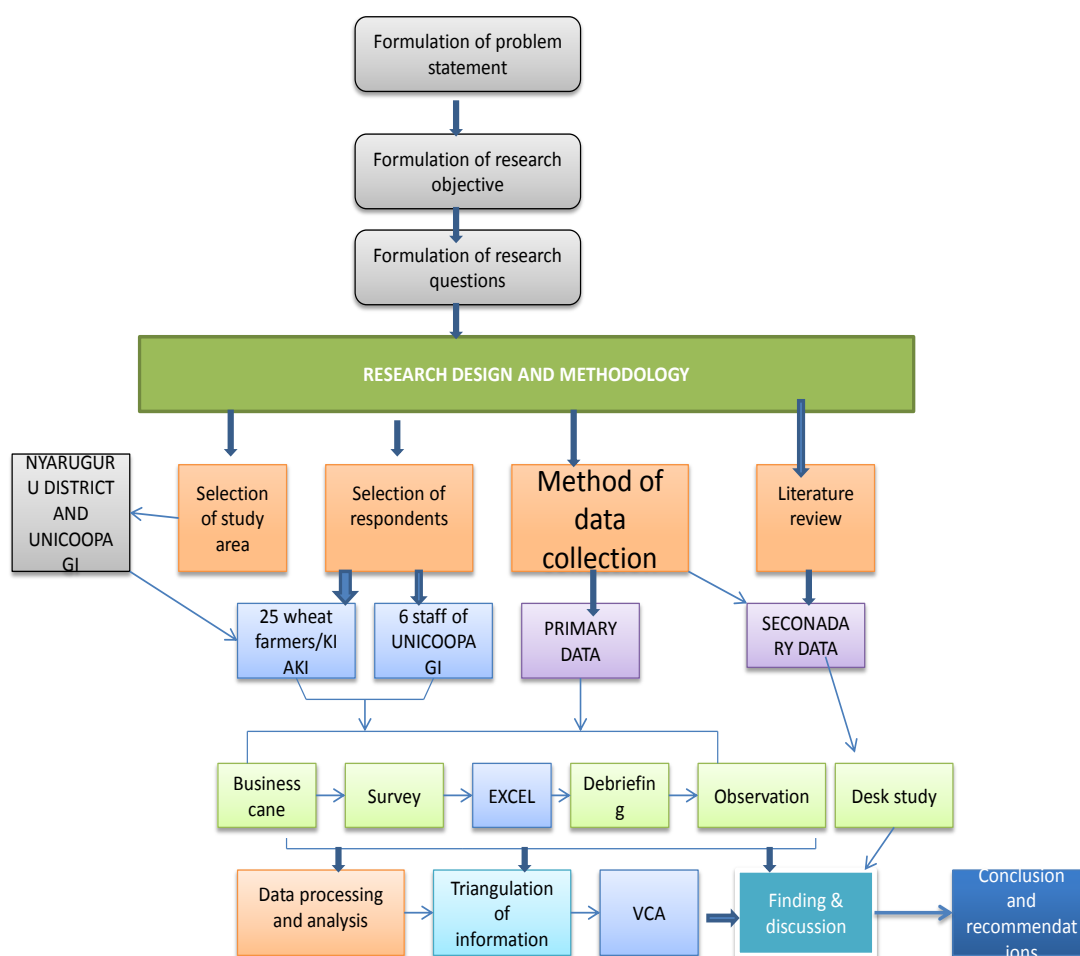 Formulation of problem
statement
Formulation of research
objective
Formulation of research
questions
RESEARCH DESIGN AND METHODOLOGY
NYARUGUR
U DISTRICT
AND
UNICOOPA
GI
Selection
of study
area
Selection of
respondents
Method of
data
collection
Literature
review
25 wheat
farmers/KI
AKI
6 staff of
UNICOOPA
GI
PRIMARY
DATA
SECONADA
RY DATA
Business
cane
Survey
EXCEL
Debriefin
g
Observation
Desk study
Data processing
and analysis
Triangulation
of
information
VCA
Finding &
discussion
Conclusion
and
recommendat
ions